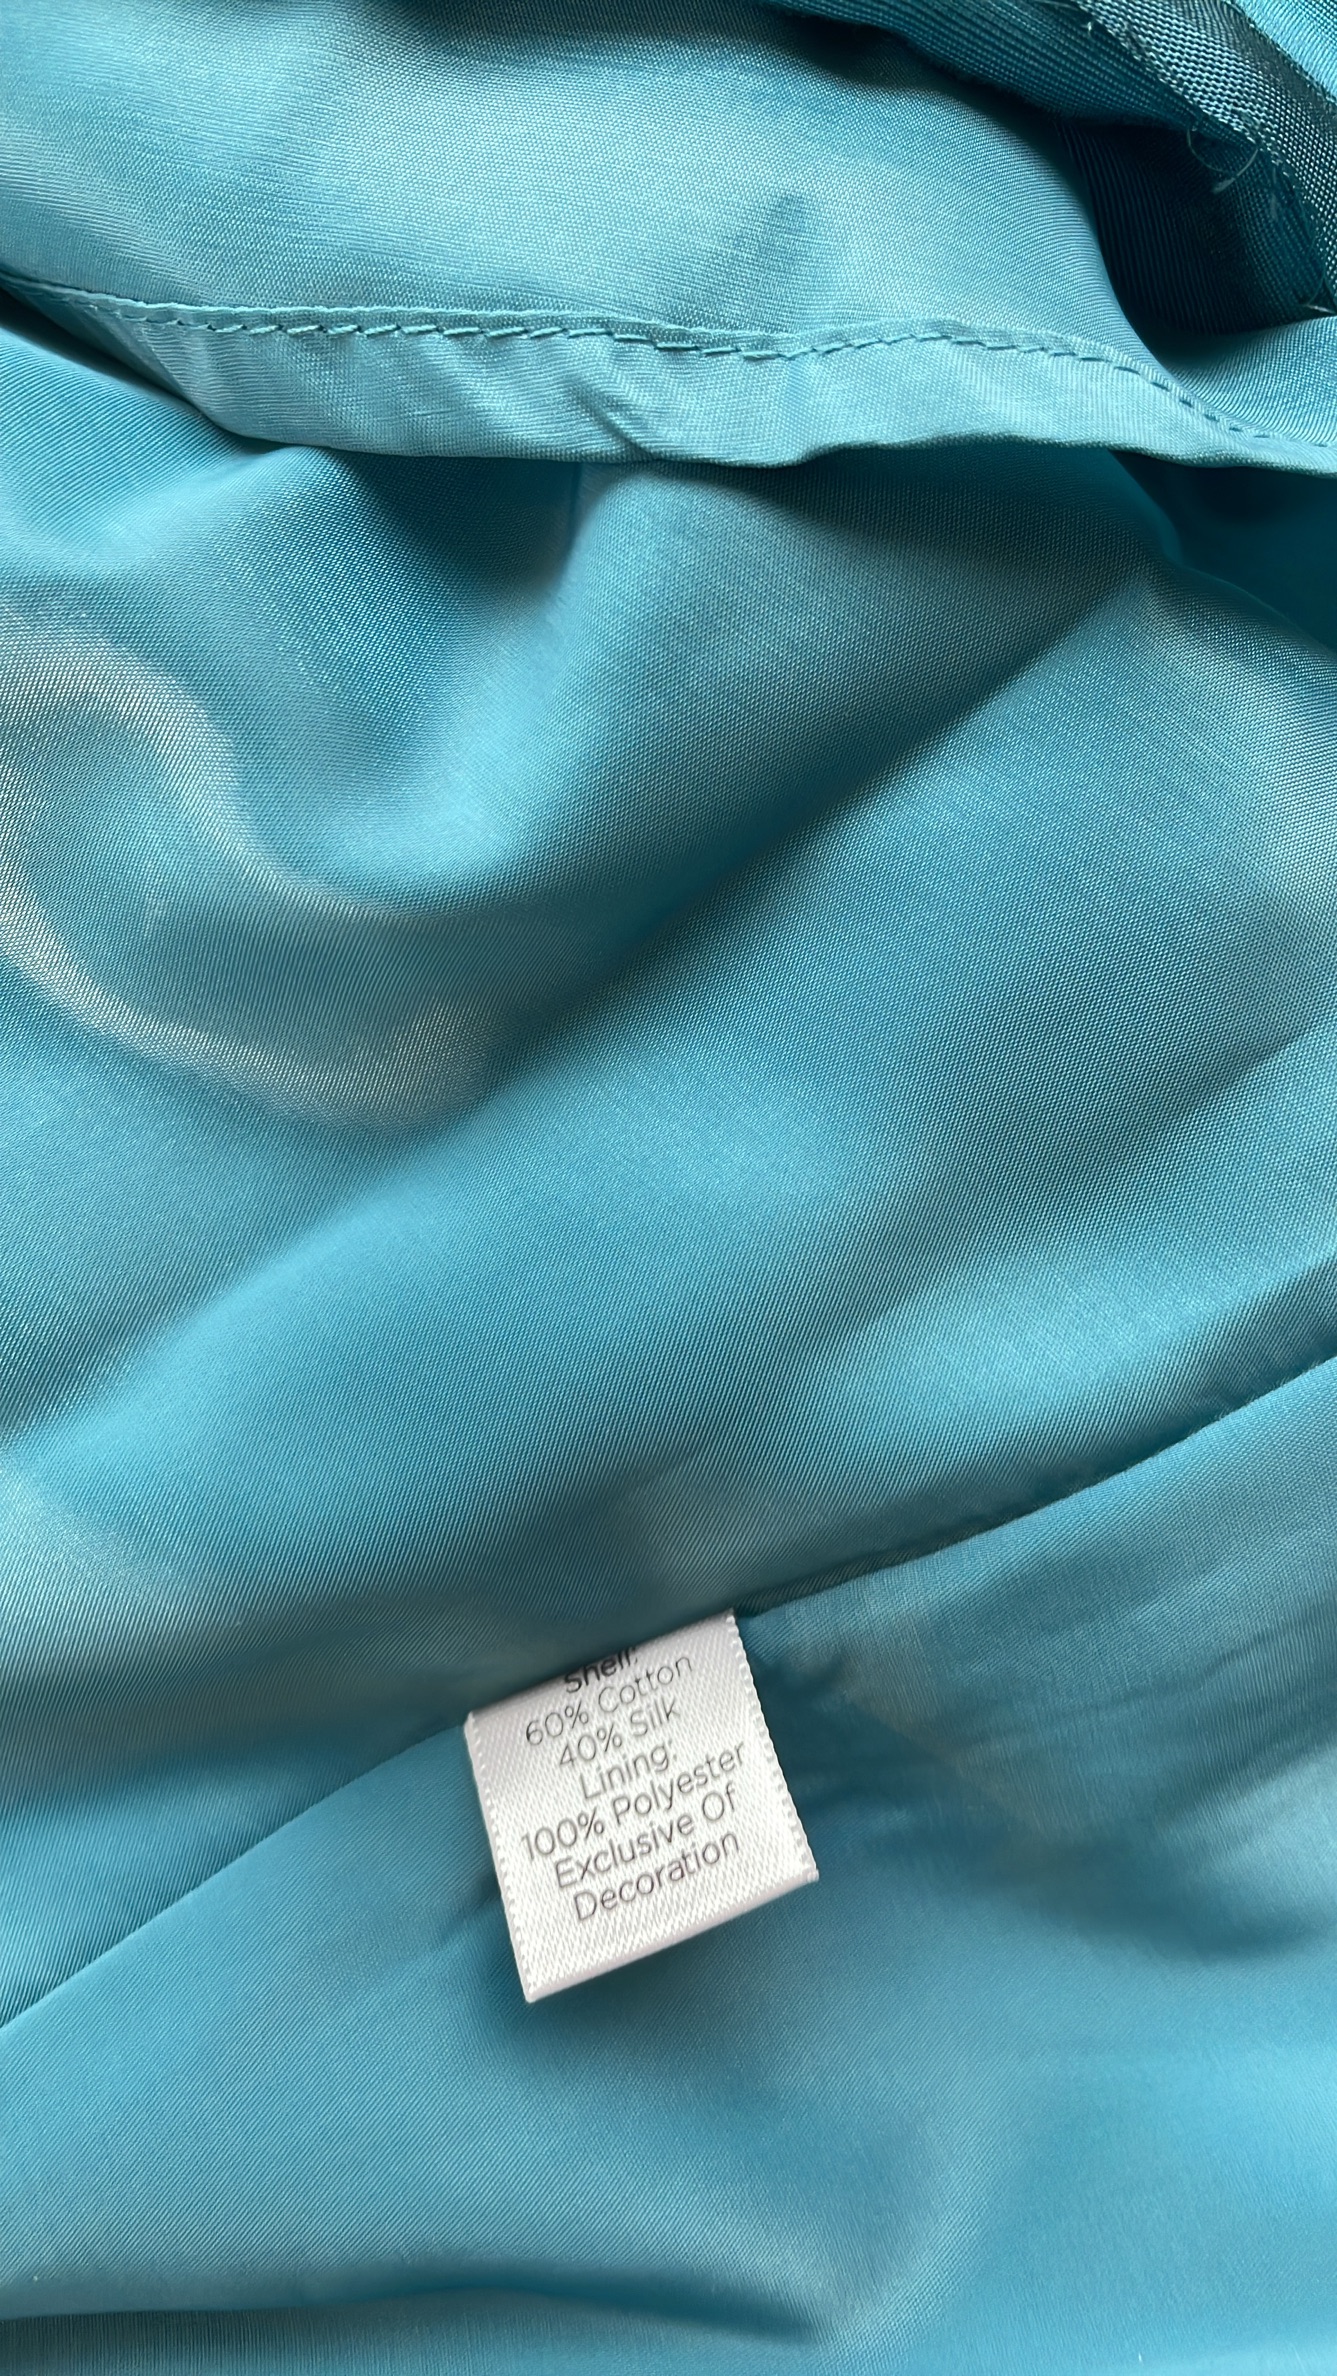 Shell:
60% Cotton
40% Silk
Lining:
100% Polyester
Exclusive Of
Decoration